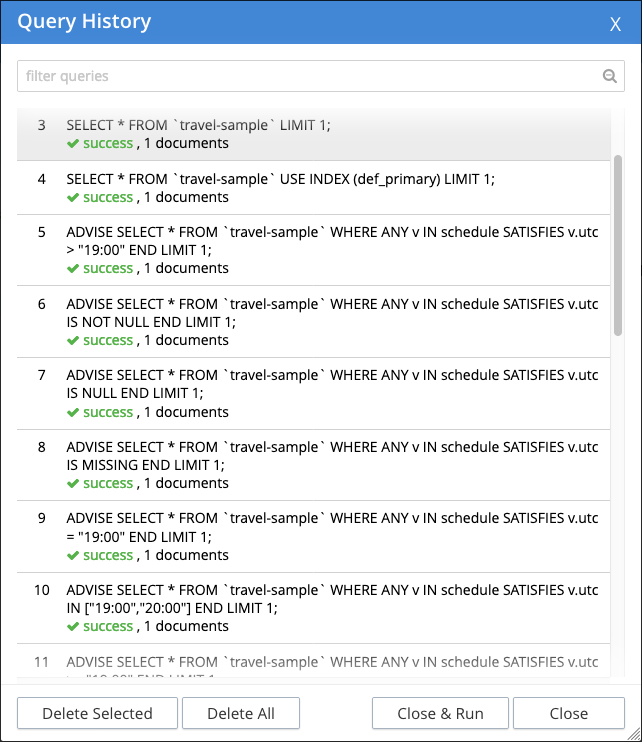 Query History
X
filter queries
3 SELECT * FROM `travel-sample` LIMIT 1;
success , 1 documents
4 SELECT * FROM `travel-sample` USE INDEX (def_primary) LIMIT 1;
success , 1 documents
5 ADVISE SELECT * FROM `travel-sample` WHERE ANY v IN schedule SATISFIES v.utc
> "19:00" END LIMIT 1;
success , 1 documents
6 ADVISE SELECT * FROM `travel-sample` WHERE ANY v IN schedule SATISFIES v.utc
IS NOT NULL END LIMIT 1;
success , 1 documents
7 ADVISE SELECT * FROM `travel-sample` WHERE ANY v IN schedule SATISFIES v.utc
IS NULL END LIMIT 1;
success , 1 documents
8 ADVISE SELECT * FROM `travel-sample` WHERE ANY v IN schedule SATISFIES v.utc
IS MISSING END LIMIT 1;
success , 1 documents
9 ADVISE SELECT * FROM `travel-sample` WHERE ANY v IN schedule SATISFIES v.utc
= "19:00" END LIMIT 1;
success , 1 documents
10 ADVISE SELECT * FROM `travel-sample` WHERE ANY v IN schedule SATISFIES v.utc
IN ["19:00","20:00"] END LIMIT 1;
success , 1 documents
11 ADVISE SELECT * FROM `travel-sample` WHERE ANY v IN schedule SATISFIES v.utc
END LIMIT 1;
Delete Selected
Delete All
Close & Run
Close